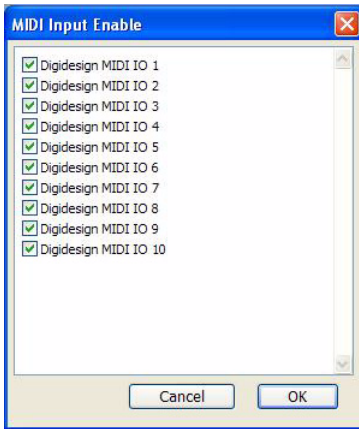 MIDI Input Enable
Digidesign MIDI IO 1
Digidesign MIDI IO 2
Digidesign MIDI IO 3
Digidesign MIDI IO 4
Digidesign MIDI IO 5
Digidesign MIDI IO 6
Digidesign MIDI IO 7
Digidesign MIDI IO 8
Digidesign MIDI IO 9
Digidesign MIDI IO 10
Cancel OK